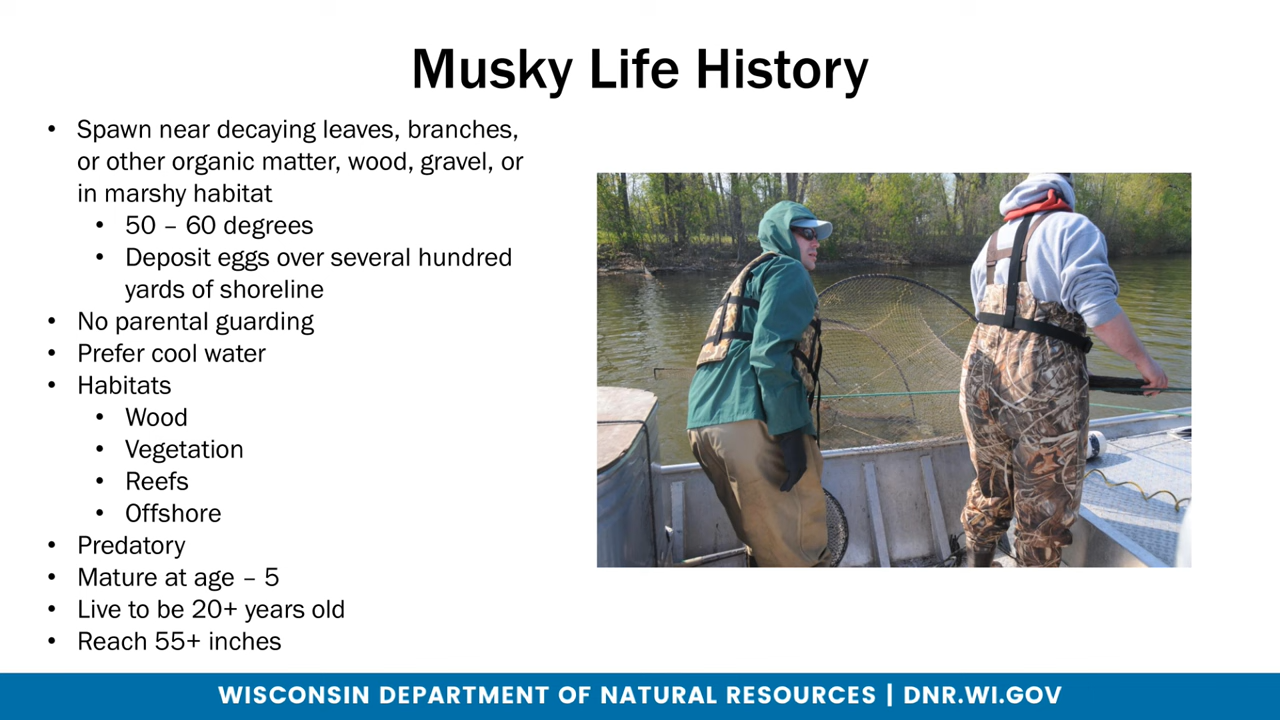 Musky Life History
• Spawn near decaying leaves, branches,
or other organic matter, wood, gravel, or
in marshy habitat
• 50 – 60 degrees
• Deposit eggs over several hundred
yards of shoreline
• No parental guarding
• Prefer cool water
• Habitats
• Wood
• Vegetation
• Reefs
• Offshore
• Predatory
• Mature at age – 5
• Live to be 20+ years old
• Reach 55+ inches
WISCONSIN DEPARTMENT OF NATURAL RESOURCES | DNR.WI.GOV